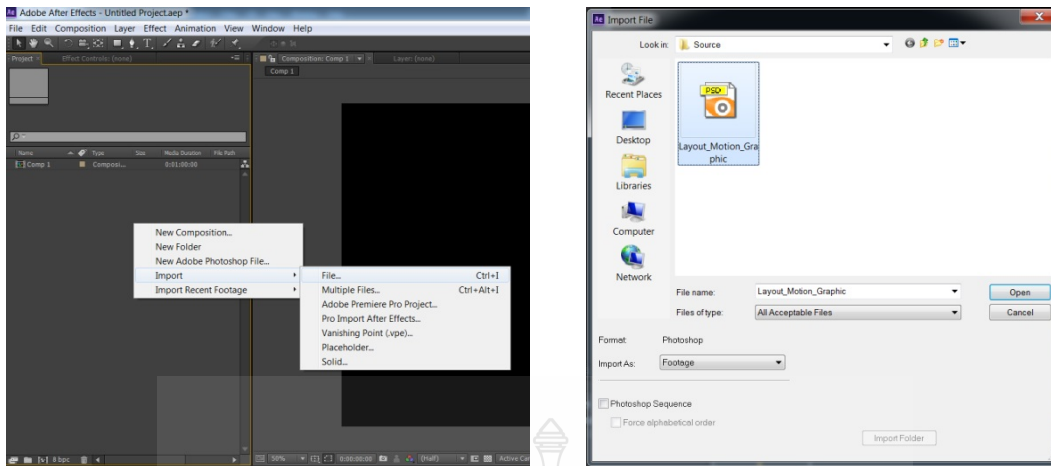 Adobe After Effects - Untitled Project.aep *
File Edit Composition Layer Effect Animation View Window Help
Project Effect Controls: (none)
Composition: Comp 1 Layer: (none)
Comp 1
Name Type Size Media Duration File Path
Comp 1 Composi... 0:01:00:00
New Composition...
New Folder
New Adobe Photoshop File...
Import
Import Recent Footage
File... Ctrl+I
Multiple Files... Ctrl+Alt+I
Adobe Premiere Pro Project...
Pro Import After Effects...
Vanishing Point (.vpe)...
Placeholder...
Solid...
8 bpc
50% 0:00:00:00 (Half) Active Cam
Import File
Look in: Source
Recent Places
Desktop
Libraries
Computer
Network
PSD
Layout_Motion_Gra
phic
File name: Layout_Motion_Graphic Open
Files of type: All Acceptable Files Cancel
Format: Photoshop
Import As: Footage
Photoshop Sequence
Force alphabetical order
Import Folder